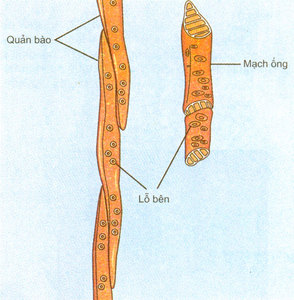 Quản bào
Mạch ống
Lỗ bên